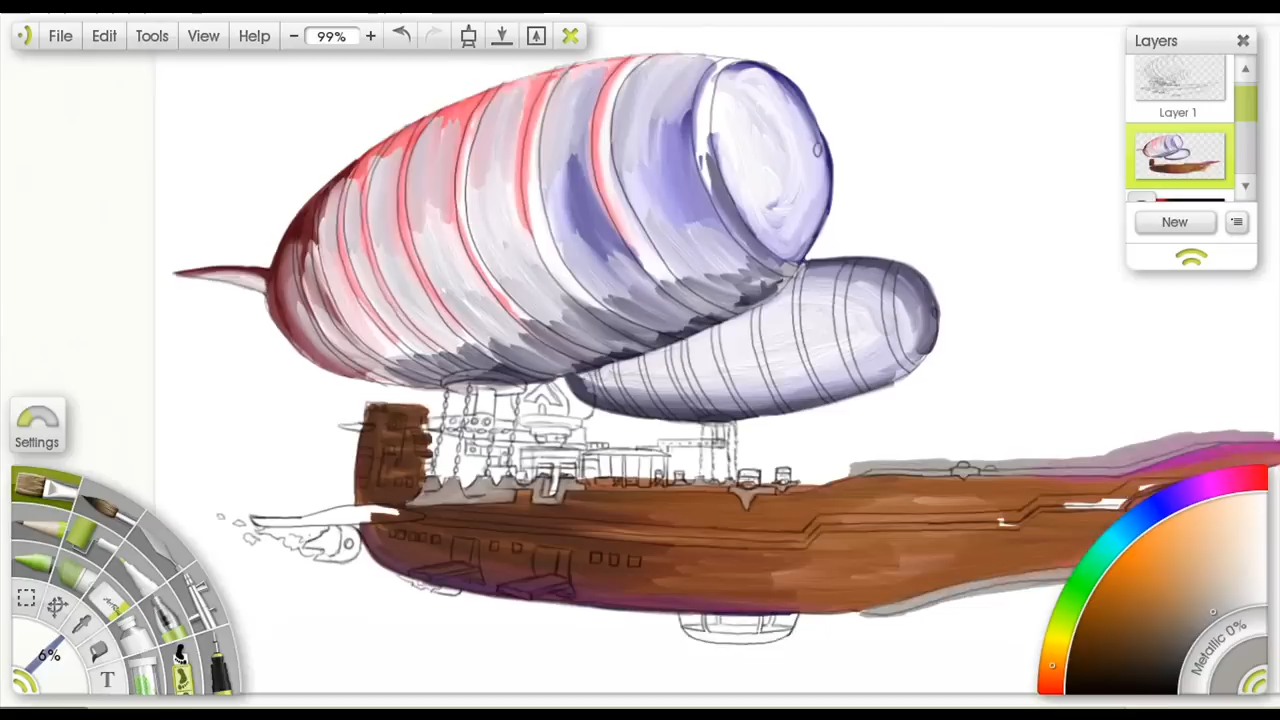 File Edit Tools View Help − 99% +
Layers
Layer 1
New
Settings
6%
T
Metallic 0%